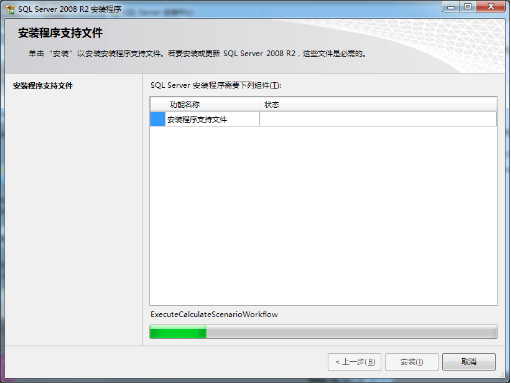 SQL Server 2008 R2 安装程序
安装程序支持文件
单击“安装”以安装安装程序支持文件。若要安装或更新 SQL Server 2008 R2，这些文件是必需的。
安装程序支持文件
SQL Server 安装程序需要下列组件(T):
功能名称 状态
安装程序支持文件
ExecuteCalculateScenarioWorkflow
< 上一步(B) 安装(I) 取消